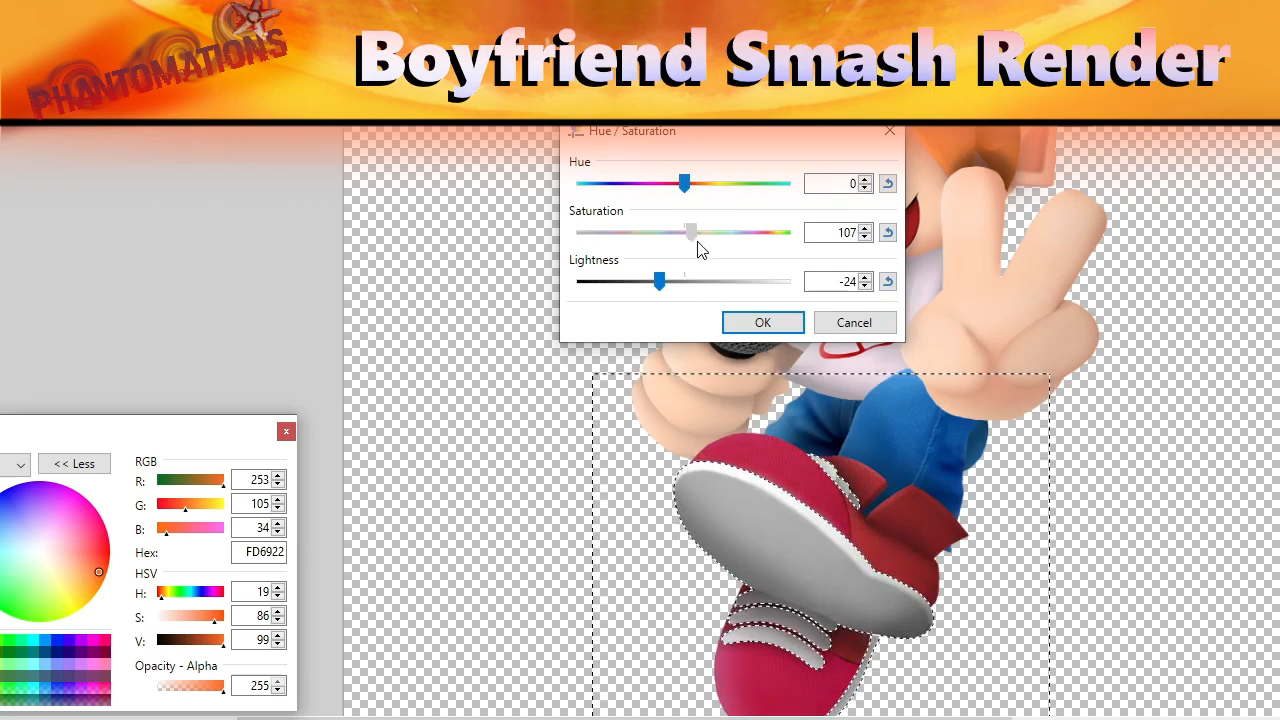 PHANTOMATIONS
Boyfriend Smash Render
Hue / Saturation
Hue
0
Saturation
107
Lightness
-24
OK
Cancel
<< Less
RGB
R:
253
G:
105
B:
34
Hex:
FD6922
HSV
H:
19
S:
86
V:
99
Opacity - Alpha
255